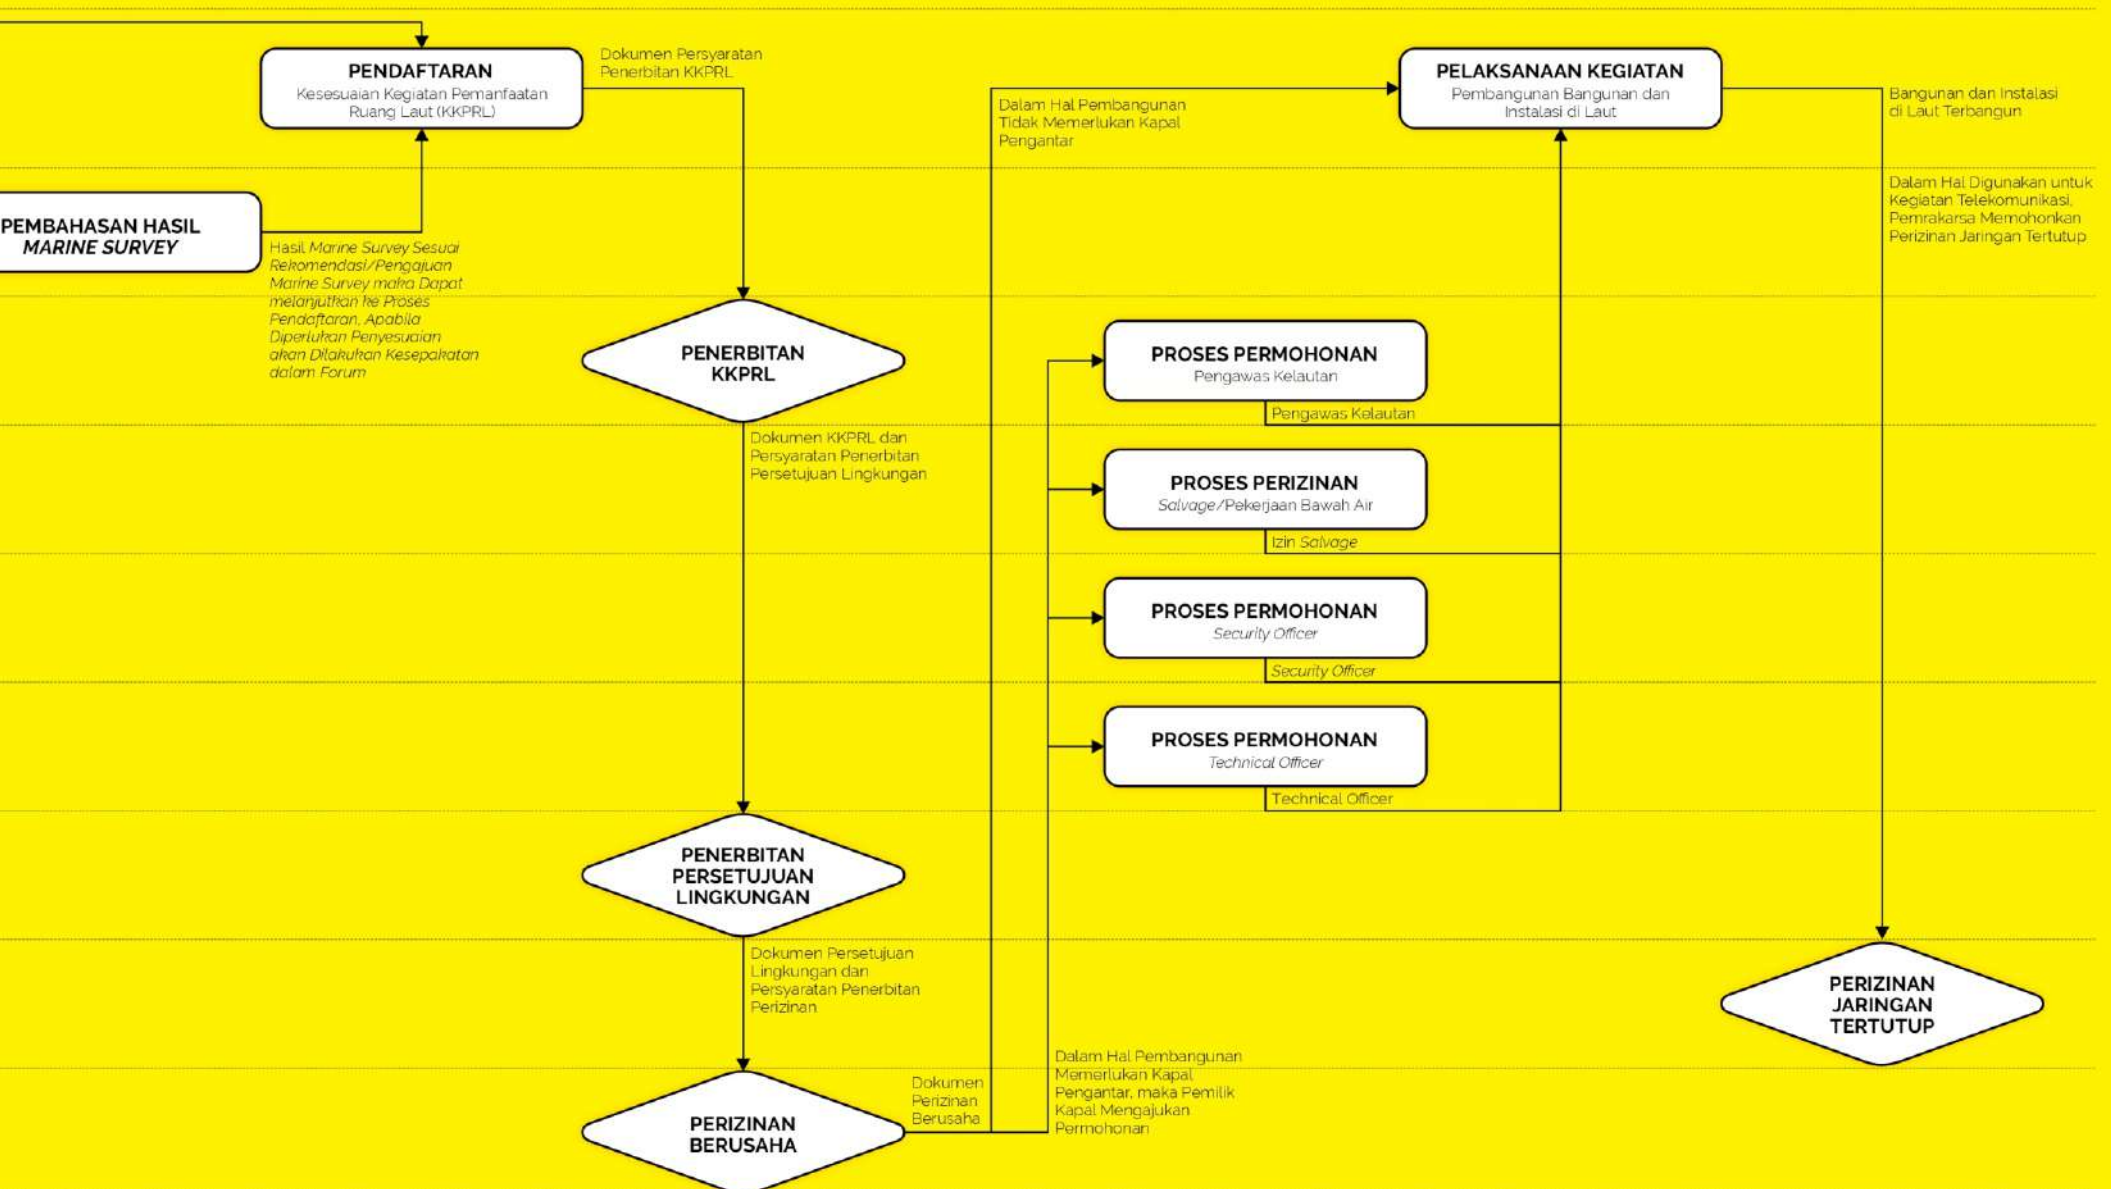 PENDAFTARAN
Kesesuaian Kegiatan Pemanfaatan
Ruang Laut (KKPRL)
Dokumen Persyaratan
Penerbitan KKPRL
PEMBAHASAN HASIL
MARINE SURVEY
Hasil Marine Survey Sesuai
Rekomendasi/Pengajuan
Marine Survey maka Dapat
melanjutkan ke Proses
Pendaftaran, Apabila
Diperlukan Penyesuaian
akan Dilakukan Kesepakatan
dalam Forum
PENERBITAN
KKPRL
Dokumen KKPRL dan
Persyaratan Penerbitan
Persetujuan Lingkungan
PENERBITAN
PERSETUJUAN
LINGKUNGAN
Dokumen Persetujuan
Lingkungan dan
Persyaratan Penerbitan
Perizinan
PERIZINAN
BERUSAHA
Dokumen
Perizinan
Berusaha
Dalam Hal Pembangunan
Tidak Memerlukan Kapal
Pengantar
Dalam Hal Pembangunan
Memerlukan Kapal
Pengantar, maka Pemilik
Kapal Mengajukan
Permohonan
PROSES PERMOHONAN
Pengawas Kelautan
Pengawas Kelautan
PROSES PERIZINAN
Salvage/Pekerjaan Bawah Air
Izin Salvage
PROSES PERMOHONAN
Security Officer
Security Officer
PROSES PERMOHONAN
Technical Officer
Technical Officer
PELAKSANAAN KEGIATAN
Pembangunan Bangunan dan
Instalasi di Laut
Bangunan dan Instalasi
di Laut Terbangun
Dalam Hal Digunakan untuk
Kegiatan Telekomunikasi,
Pemrakarsa Memohonkan
Perizinan Jaringan Tertutup
PERIZINAN
JARINGAN
TERTUTUP